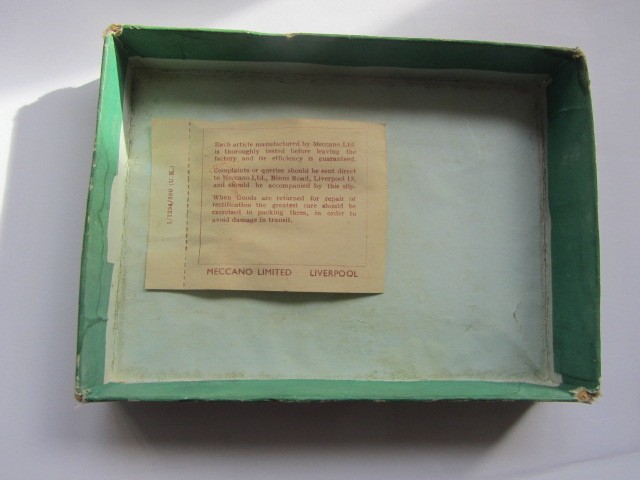 Each article manufactured by Meccano Ltd.
is thoroughly tested before leaving the
factory and its efficiency is guaranteed.
Complaints or queries should be sent direct
to Meccano Ltd., Binns Road, Liverpool 13,
and should be accompanied by this slip.
When Goods are returned for repair or
rectification the greatest care should be
exercised in packing them, in order to
avoid damage in transit.
MECCANO LIMITED LIVERPOOL
(U.K.)